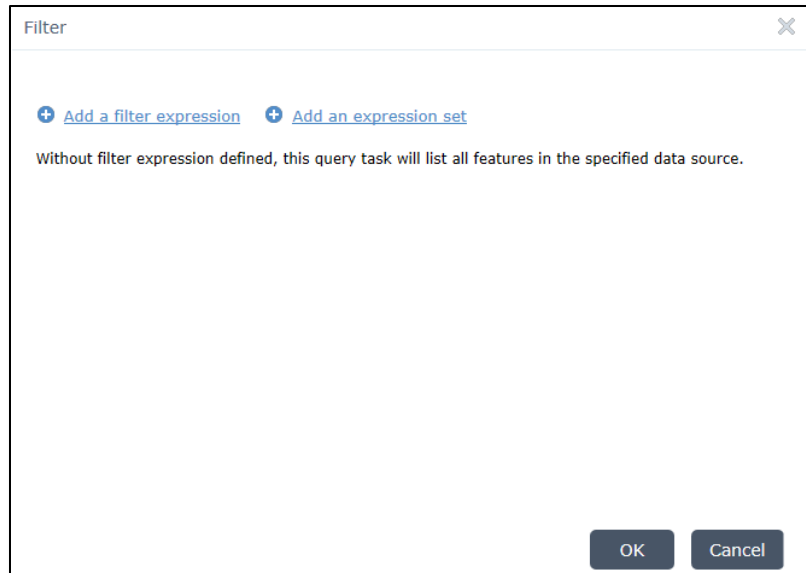 Filter
Add a filter expression Add an expression set
Without filter expression defined, this query task will list all features in the specified data source.
OK Cancel